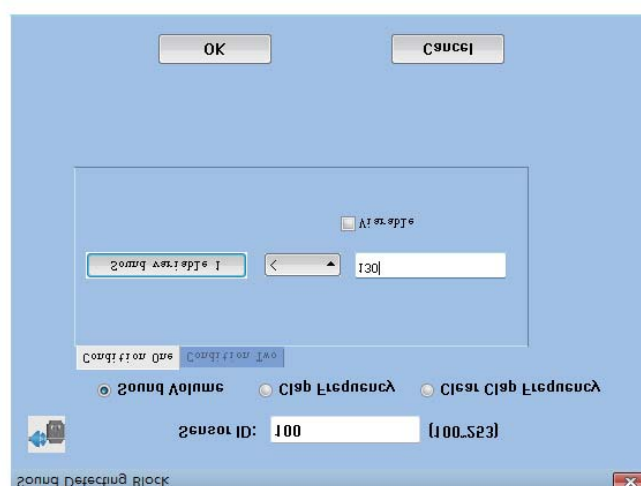 Sound Detecting Block
Sensor ID: 100 (100~253)
Sound Volume Clap Frequency Clear Clap Frequency
Condition One Condition Two
Sound variable 1 < 130
Viarable
OK Cancel